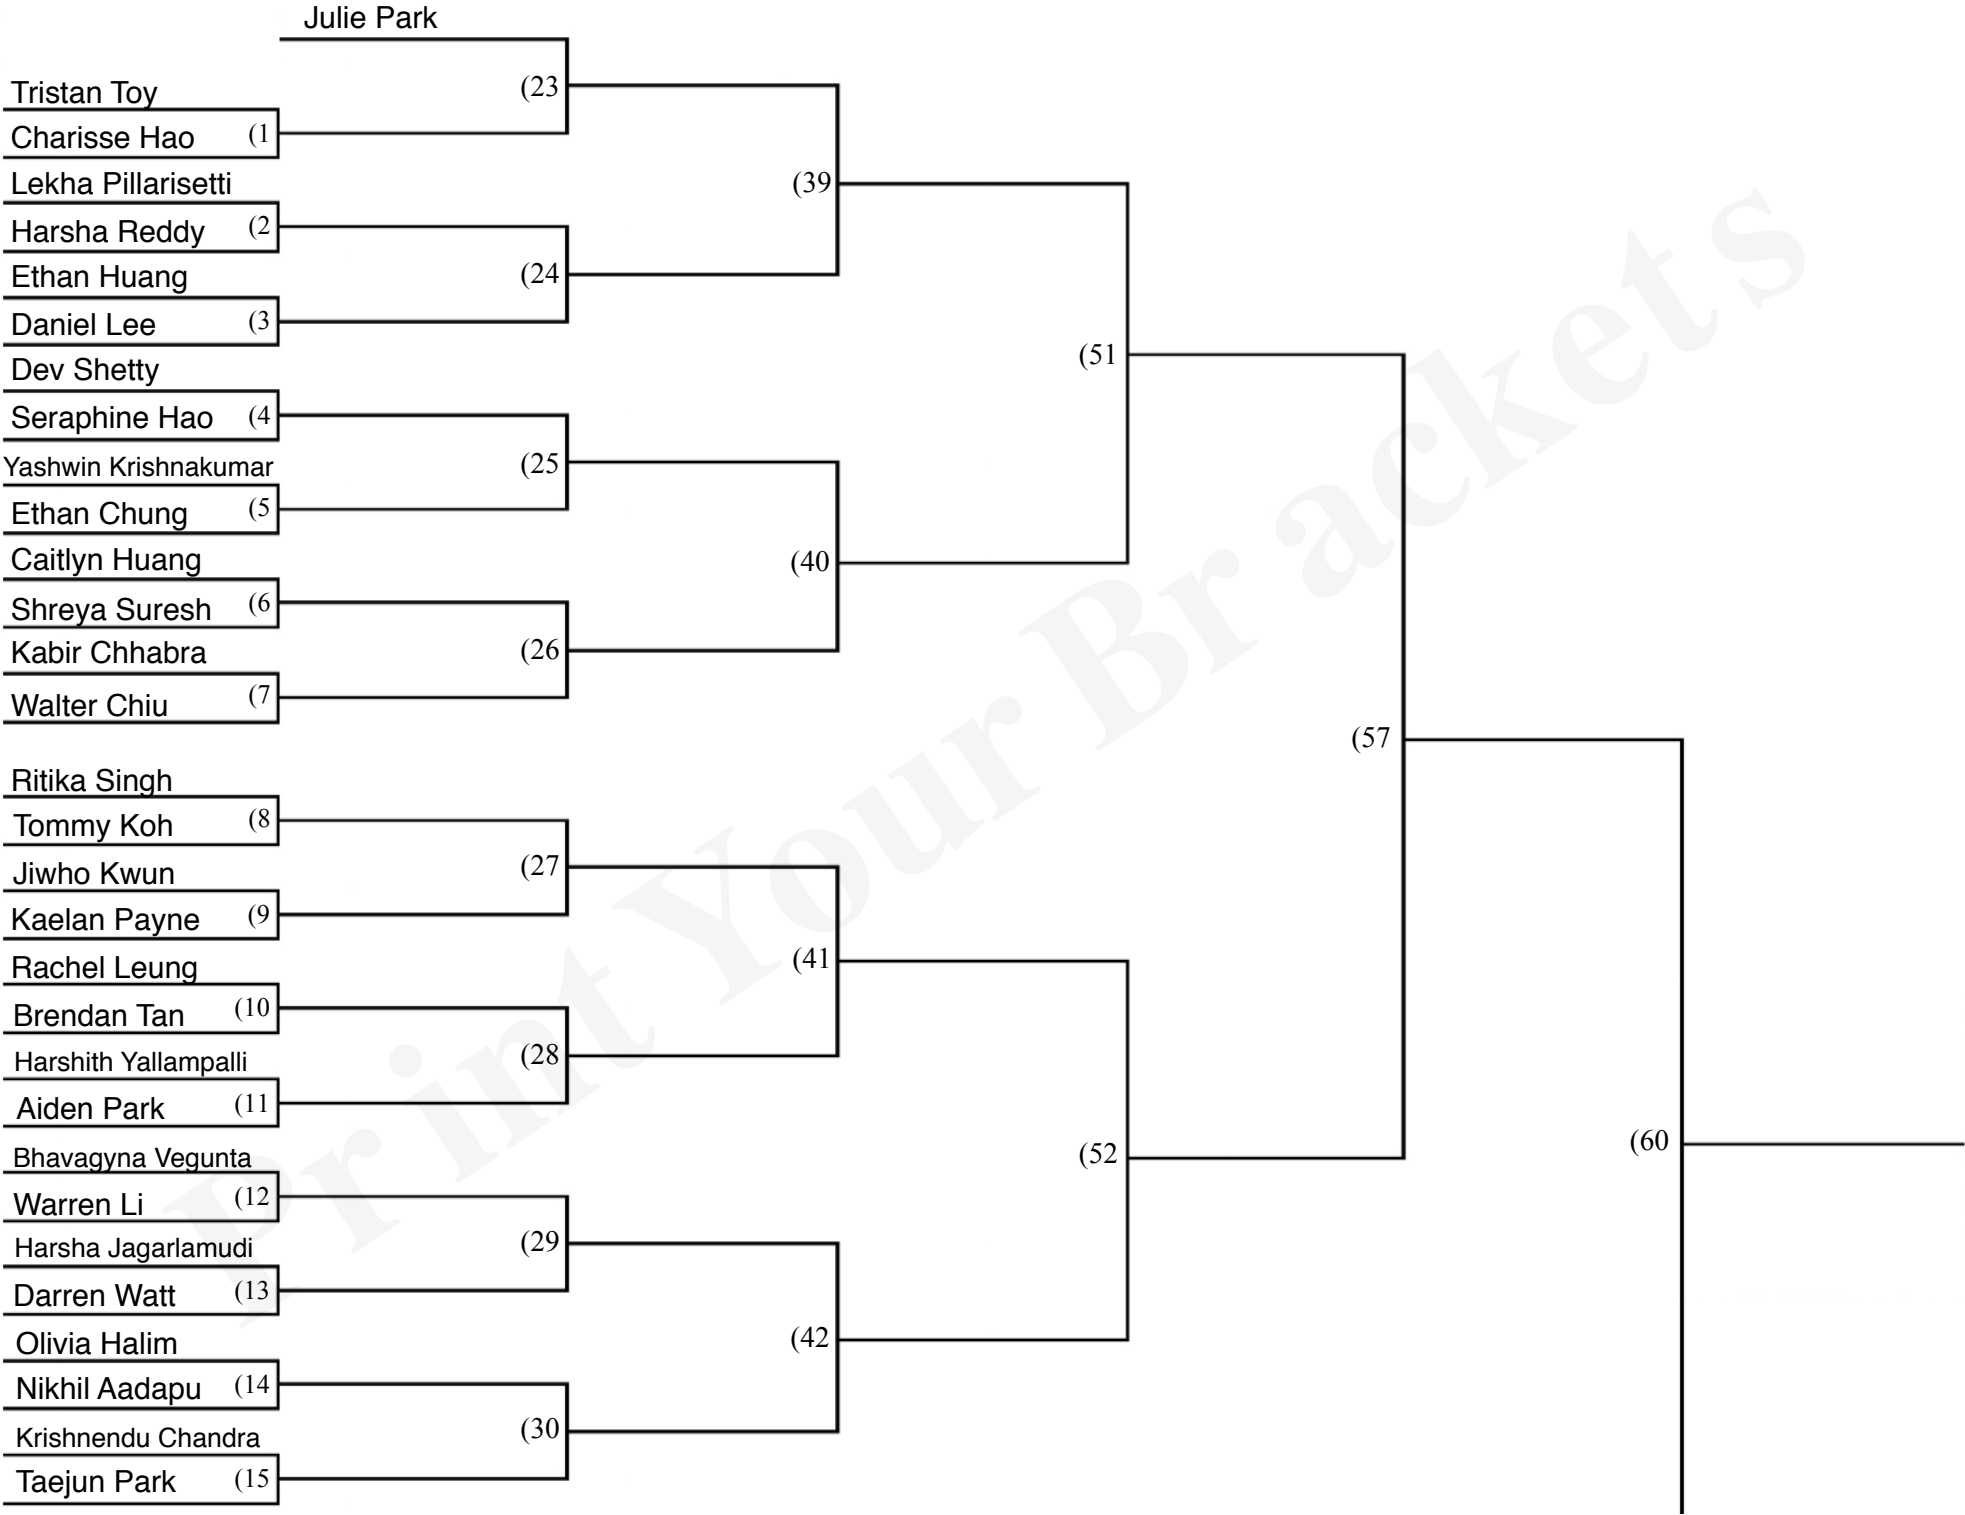 Julie Park
(23
Tristan Toy
Charisse Hao (1
(39
Lekha Pillarisetti
Harsha Reddy (2
Ethan Huang (24
Daniel Lee (3
(51
Dev Shetty
Seraphine Hao (4
Yashwin Krishnakumar (25
Ethan Chung (5
Caitlyn Huang (40
Shreya Suresh (6
Kabir Chhabra (26
Walter Chiu (7
(57
Ritika Singh
Tommy Koh (8
Jiwho Kwun (27
Kaelan Payne (9
Rachel Leung (41
Brendan Tan (10
Harshith Yallampalli (28
Aiden Park (11
(60
Bhavagyna Vegunta (52
Warren Li (12
Harsha Jagarlamudi (29
Darren Watt (13
Olivia Halim (42
Nikhil Aadapu (14
Krishnendu Chandra (30
Taejun Park (15
Print Your Brackets